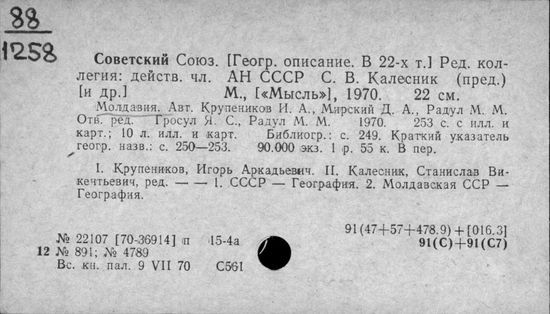 88
1258
Советский Союз. [Геогр. описание. В 22-х т.] Ред. кол-
легия: действ. чл. АН СССР С. В. Калесник (пред.)
[и др.] М., [«Мысль»], 1970. 22 см.
Молдавия. Авт. Крупеников И. А., Мирский Д. А., Радул М. М.
Отв. ред. Гросул Я. С., Радул М. М. 1970. 253 с. с илл. и
карт.; 10 л. илл. и карт. Библиогр.: с. 249. Краткий указатель
геогр. назв.: с. 250—253. 90.000 экз. 1 р. 55 к. В пер.
I. Крупеников, Игорь Аркадьевич. II. Калесник, Станислав Ви-
кентьевич, ред. — — 1. СССР — География. 2. Молдавская ССР —
География.
91(47+57+478.9)+[016.3]
№ 22107 [70-36914] п 15-4а 91(С)+91(С7)
12 № 891; № 4789
Вс. кн. пал. 9 VII 70 С561